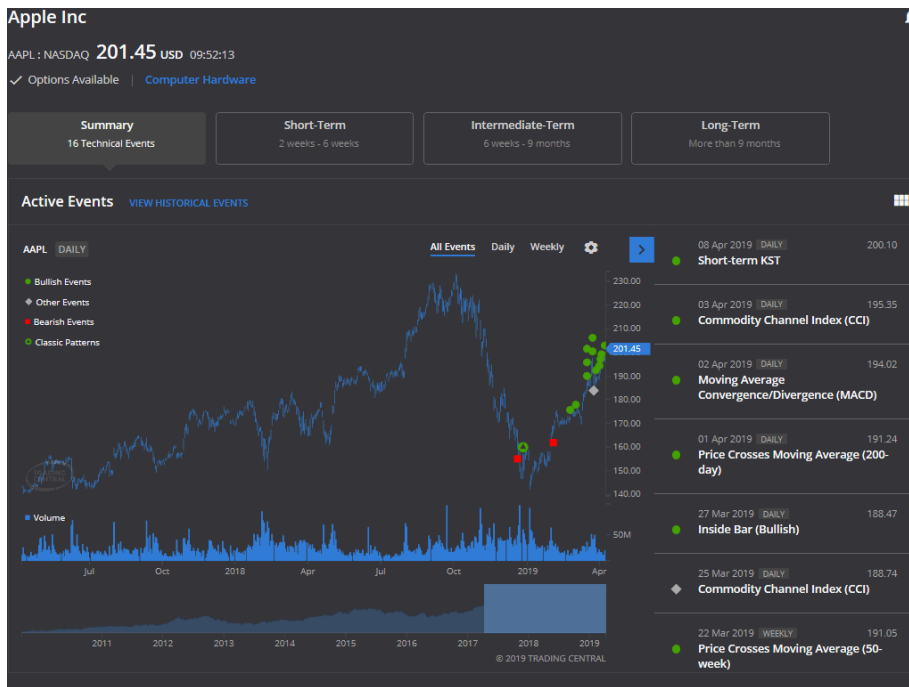 Apple Inc
AAPL : NASDAQ 201.45 USD 09:52:13
Options Available | Computer Hardware
Summary
16 Technical Events
Short-Term
2 weeks - 6 weeks
Intermediate-Term
6 weeks - 9 months
Long-Term
More than 9 months
Active Events VIEW HISTORICAL EVENTS
AAPL DAILY
All Events Daily Weekly
Bullish Events
Other Events
Bearish Events
Classic Patterns
230.00
220.00
210.00
201.45
190.00
180.00
170.00
160.00
150.00
140.00
TRADING
CENTRAL
Volume
50M
Jul Oct 2018 Apr Jul Oct 2019 Apr
2011 2012 2013 2014 2015 2016 2017 2018 2019
© 2019 TRADING CENTRAL
08 Apr 2019 DAILY 200.10
Short-term KST
03 Apr 2019 DAILY 195.35
Commodity Channel Index (CCI)
02 Apr 2019 DAILY 194.02
Moving Average
Convergence/Divergence (MACD)
01 Apr 2019 DAILY 191.24
Price Crosses Moving Average (200-
day)
27 Mar 2019 DAILY 188.47
Inside Bar (Bullish)
25 Mar 2019 DAILY 188.74
Commodity Channel Index (CCI)
22 Mar 2019 WEEKLY 191.05
Price Crosses Moving Average (50-
week)